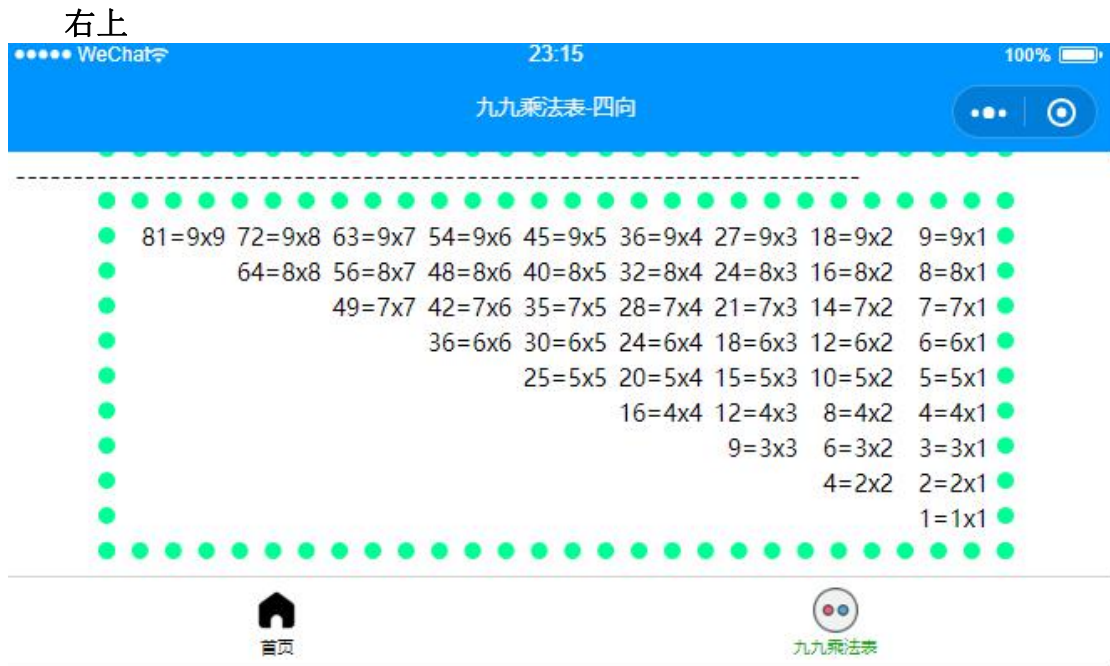 右上
WeChat 23:15 100%
九九乘法表-四向
--------------------------------------------------------------------------
81=9x9 72=9x8 63=9x7 54=9x6 45=9x5 36=9x4 27=9x3 18=9x2 9=9x1
64=8x8 56=8x7 48=8x6 40=8x5 32=8x4 24=8x3 16=8x2 8=8x1
49=7x7 42=7x6 35=7x5 28=7x4 21=7x3 14=7x2 7=7x1
36=6x6 30=6x5 24=6x4 18=6x3 12=6x2 6=6x1
25=5x5 20=5x4 15=5x3 10=5x2 5=5x1
16=4x4 12=4x3 8=4x2 4=4x1
9=3x3 6=3x2 3=3x1
4=2x2 2=2x1
1=1x1
首页 九九乘法表